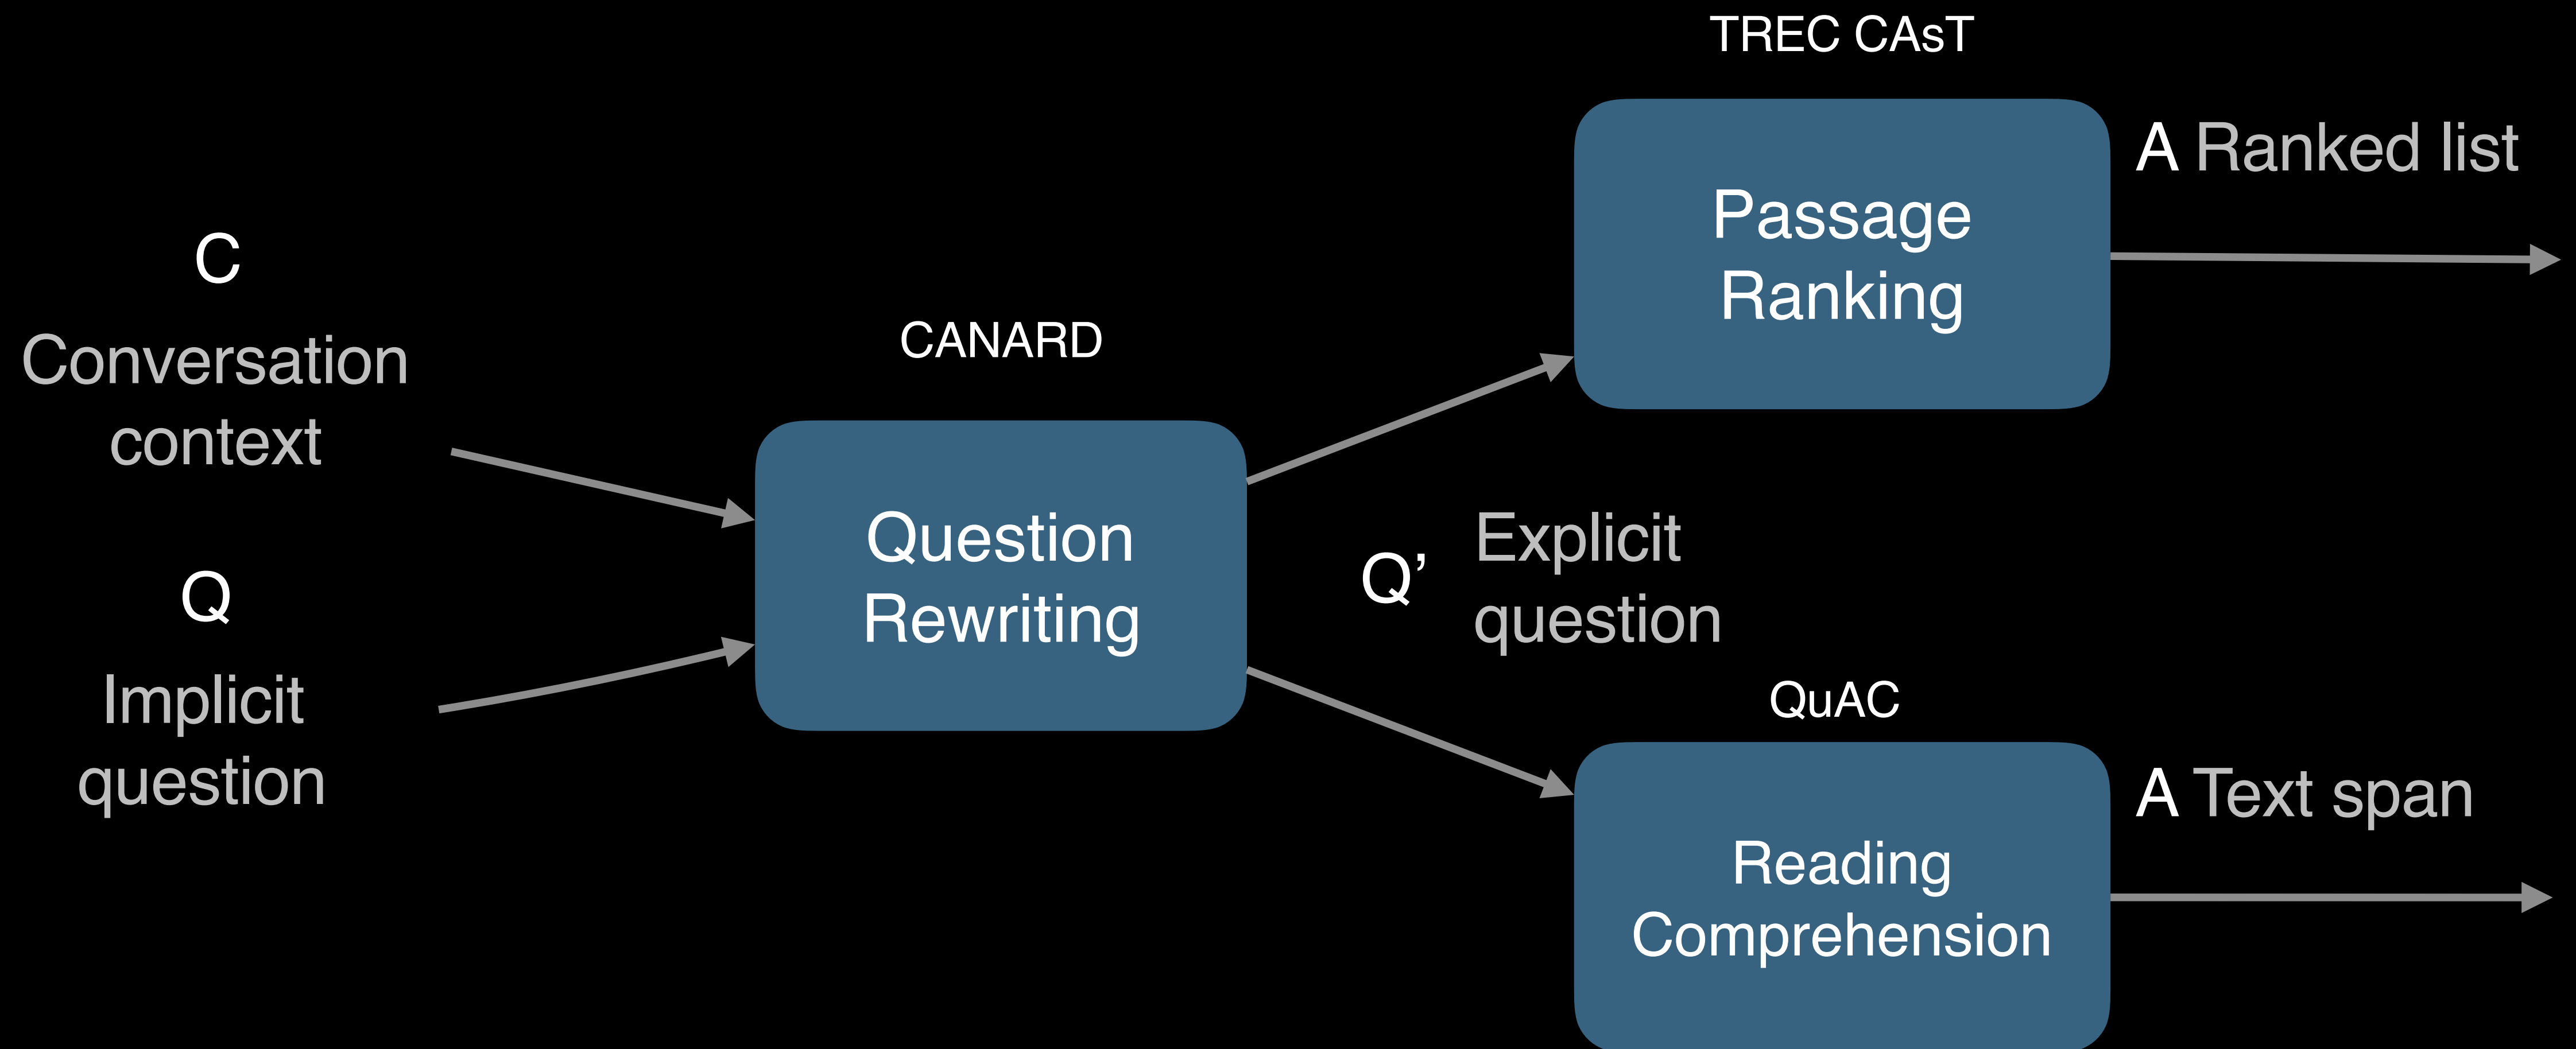 C
Conversation
context
Q
Implicit
question
CANARD
Question
Rewriting
Q’ Explicit
question
TREC CAsT
Passage
Ranking
A Ranked list
QuAC
Reading
Comprehension
A Text span